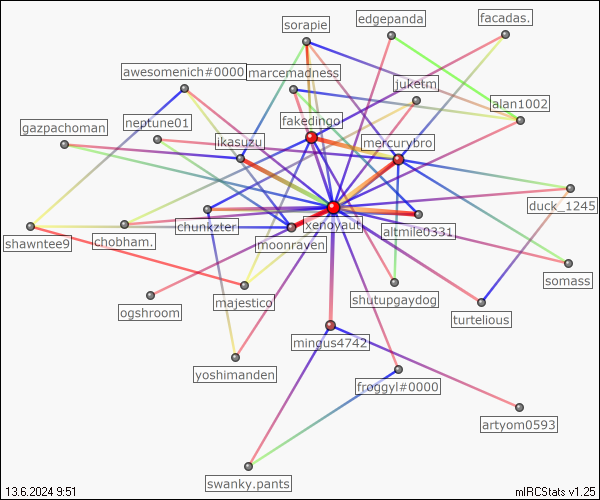 edgepanda
facadas.
sorapie
awesomenich#0000
marcemadness
juketm
alan1002
neptune01
fakedingo
gazpachoman
ikasuzu
mercurybro
duck_1245
chunkzter
xenoyaut
altmile0331
shawntee9
chobham.
moonraven
somass
ogshroom
majestico
shutupgaydog
turtelious
mingus4742
yoshimanden
froggyl#0000
artyom0593
swanky.pants
13.6.2024 9:51
mIRCStats v1.25